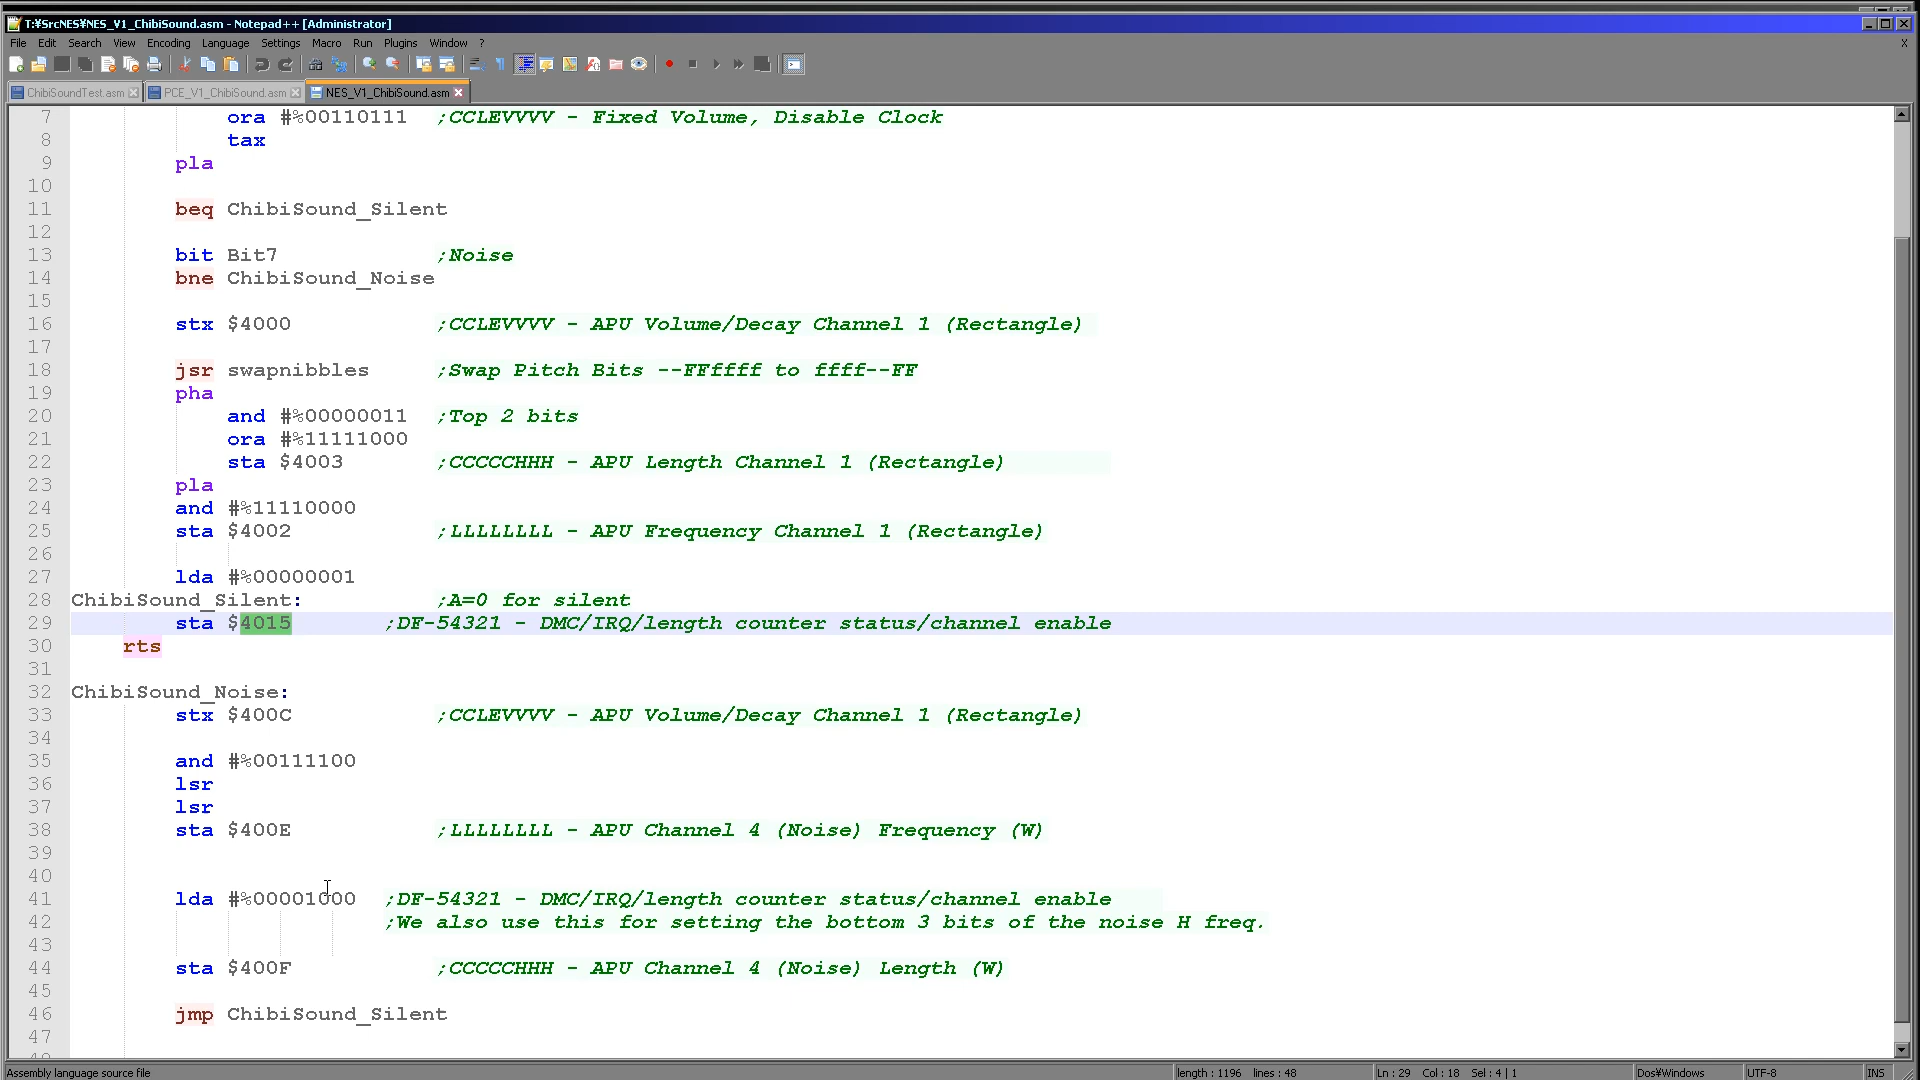 T:¥SrcNES¥NES_V1_ChibiSound.asm - Notepad++ [Administrator]
File Edit Search View Encoding Language Settings Macro Run Plugins Window ? X
ChibiSoundTest.asm PCE_V1_ChibiSound.asm NES_V1_ChibiSound.asm
7 ora #%00110111 ;CCLEVVVV - Fixed Volume, Disable Clock
8 tax
9 pla
10
11 beq ChibiSound_Silent
12
13 bit Bit7 ;Noise
14 bne ChibiSound_Noise
15
16 stx $4000 ;CCLEVVVV - APU Volume/Decay Channel 1 (Rectangle)
17
18 jsr swapnibbles ;Swap Pitch Bits --FFffff to ffff--FF
19 pha
20 and #%00000011 ;Top 2 bits
21 ora #%11111000
22 sta $4003 ;CCCCCHHH - APU Length Channel 1 (Rectangle)
23 pla
24 and #%11110000
25 sta $4002 ;LLLLLLLL - APU Frequency Channel 1 (Rectangle)
26
27 lda #%00000001
28 ChibiSound_Silent: ;A=0 for silent
29 sta $4015 ;DF-54321 - DMC/IRQ/length counter status/channel enable
30 rts
31
32 ChibiSound_Noise:
33 stx $400C ;CCLEVVVV - APU Volume/Decay Channel 1 (Rectangle)
34
35 and #%00111100
36 lsr
37 lsr
38 sta $400E ;LLLLLLLL - APU Channel 4 (Noise) Frequency (W)
39
40
41 lda #%00001000 ;DF-54321 - DMC/IRQ/length counter status/channel enable
42 ;We also use this for setting the bottom 3 bits of the noise H freq.
43
44 sta $400F ;CCCCCHHH - APU Channel 4 (Noise) Length (W)
45
46 jmp ChibiSound_Silent
47
48
Assembly language source file length : 1196 lines : 48 Ln : 29 Col : 18 Sel : 4 | 1 Dos¥Windows UTF-8 INS